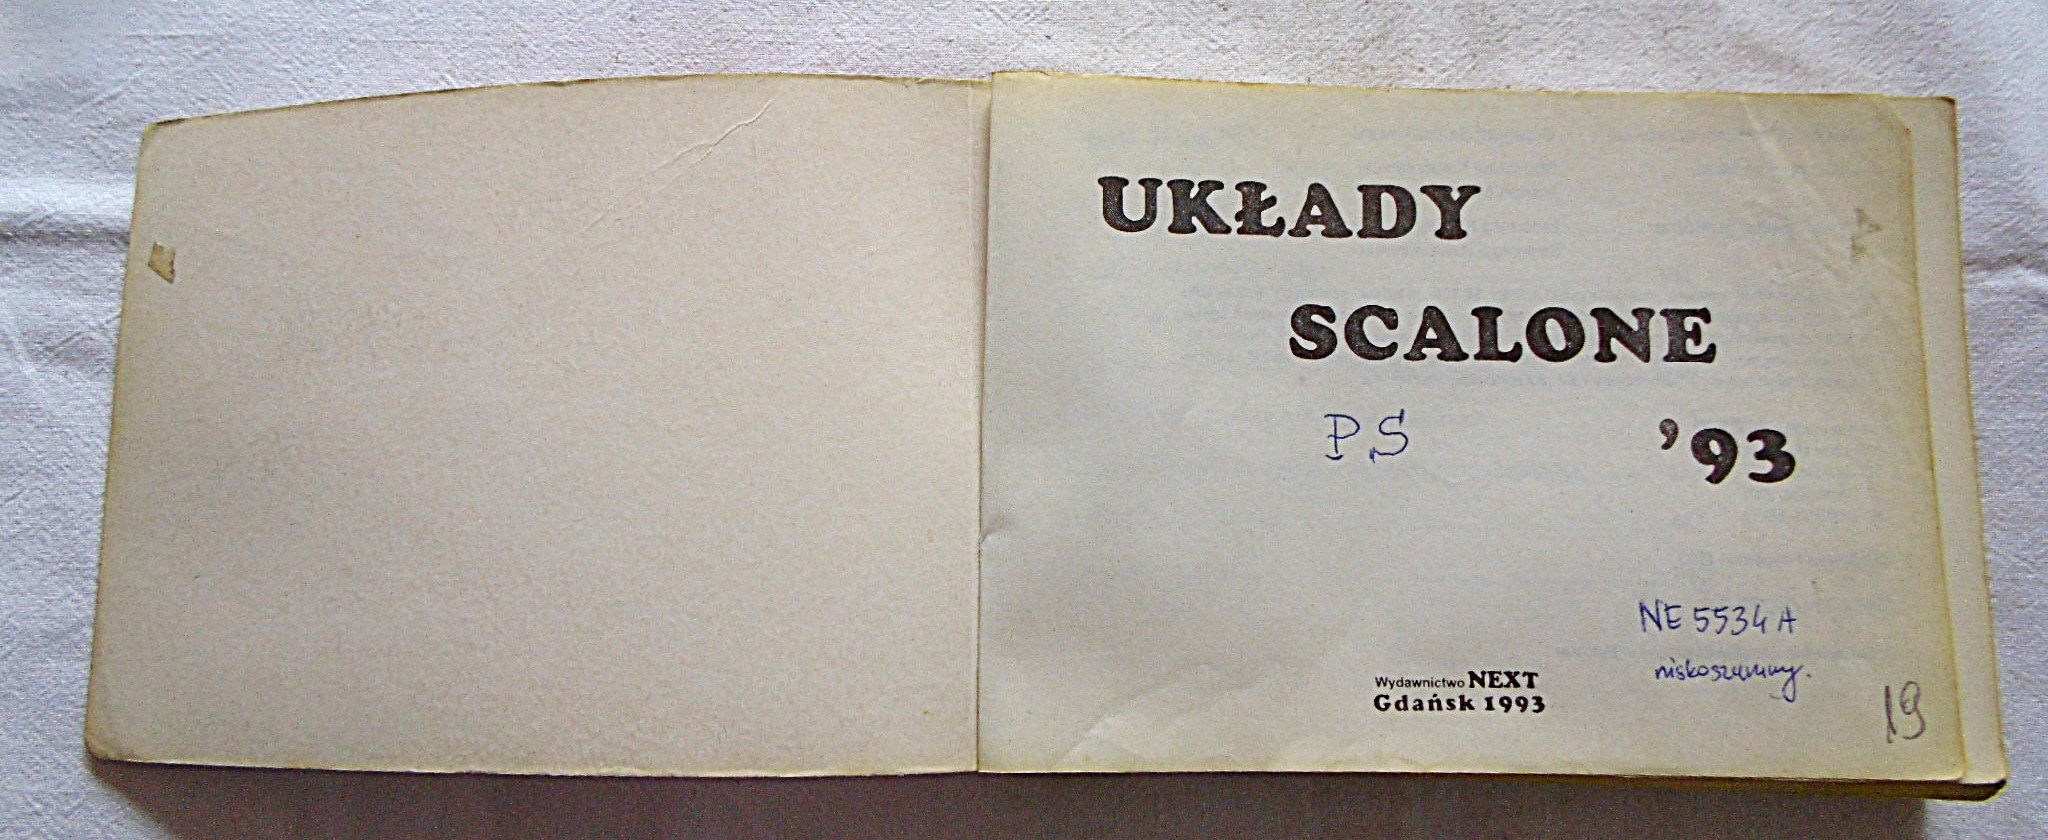 UKŁADY
SCALONE
P.S
’93
NE 5534 A
niskoszumny.
Wydawnictwo NEXT
Gdańsk 1993
19